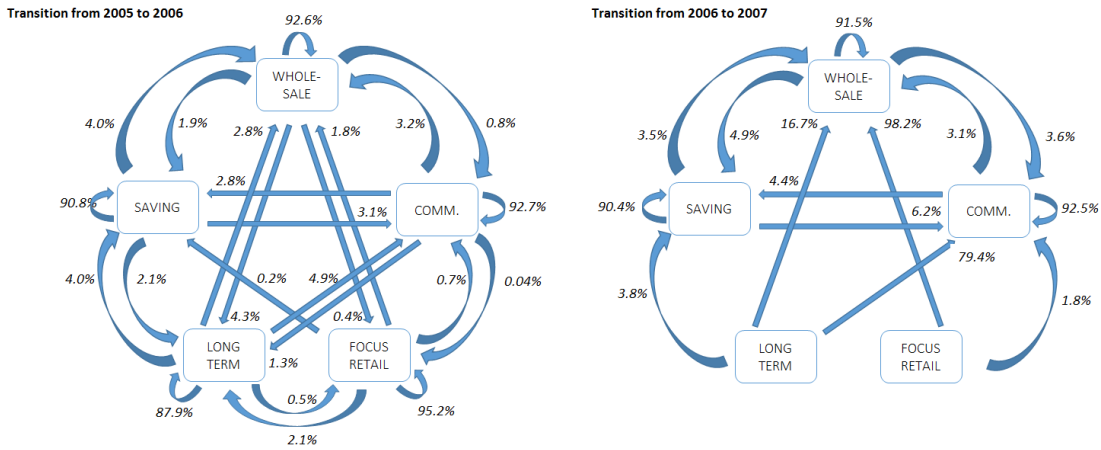 Transition from 2005 to 2006
92.6%
WHOLE-
SALE
4.0%
1.9%
2.8%
1.8%
3.2%
0.8%
2.8%
90.8%
SAVING
3.1%
COMM.
92.7%
4.0%
2.1%
0.2%
4.9%
0.7%
0.04%
4.3%
0.4%
LONG
TERM
1.3%
FOCUS
RETAIL
87.9%
0.5%
95.2%
2.1%
Transition from 2006 to 2007
91.5%
WHOLE-
SALE
3.5%
4.9%
16.7%
98.2%
3.1%
3.6%
4.4%
90.4%
SAVING
6.2%
COMM.
92.5%
79.4%
3.8%
1.8%
LONG
TERM
FOCUS
RETAIL